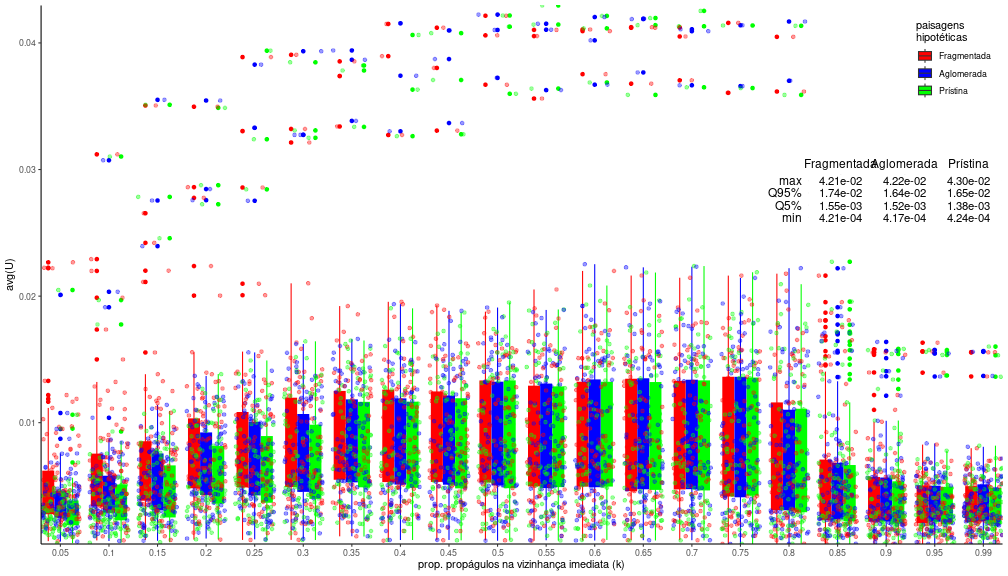 paisagens
hipotéticas
Fragmentada
Aglomerada
Prístina
Fragmentada Aglomerada Prístina
max 4.21e-02 4.22e-02 4.30e-02
Q95% 1.74e-02 1.64e-02 1.65e-02
Q5% 1.55e-03 1.52e-03 1.38e-03
min 4.21e-04 4.17e-04 4.24e-04
avg(U)
0.04
0.03
0.02
0.01
0.05 0.1 0.15 0.2 0.25 0.3 0.35 0.4 0.45 0.5 0.55 0.6 0.65 0.7 0.75 0.8 0.85 0.9 0.95 0.99
prop. propágulos na vizinhança imediata (k)